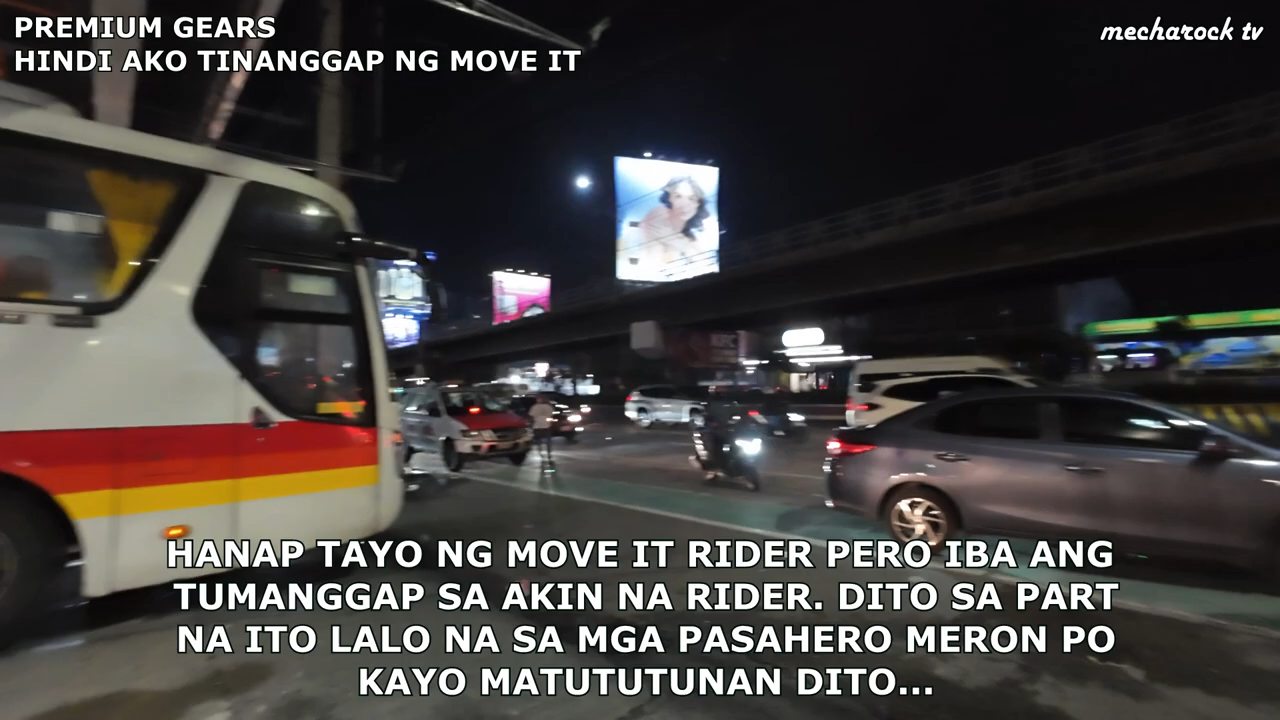 PREMIUM GEARS
HINDI AKO TINANGGAP NG MOVE IT
mecharock tv
KFC
HANAP TAYO NG MOVE IT RIDER PERO IBA ANG
TUMANGGAP SA AKIN NA RIDER. DITO SA PART
NA ITO LALO NA SA MGA PASAHERO MERON PO
KAYO MATUTUTUNAN DITO...